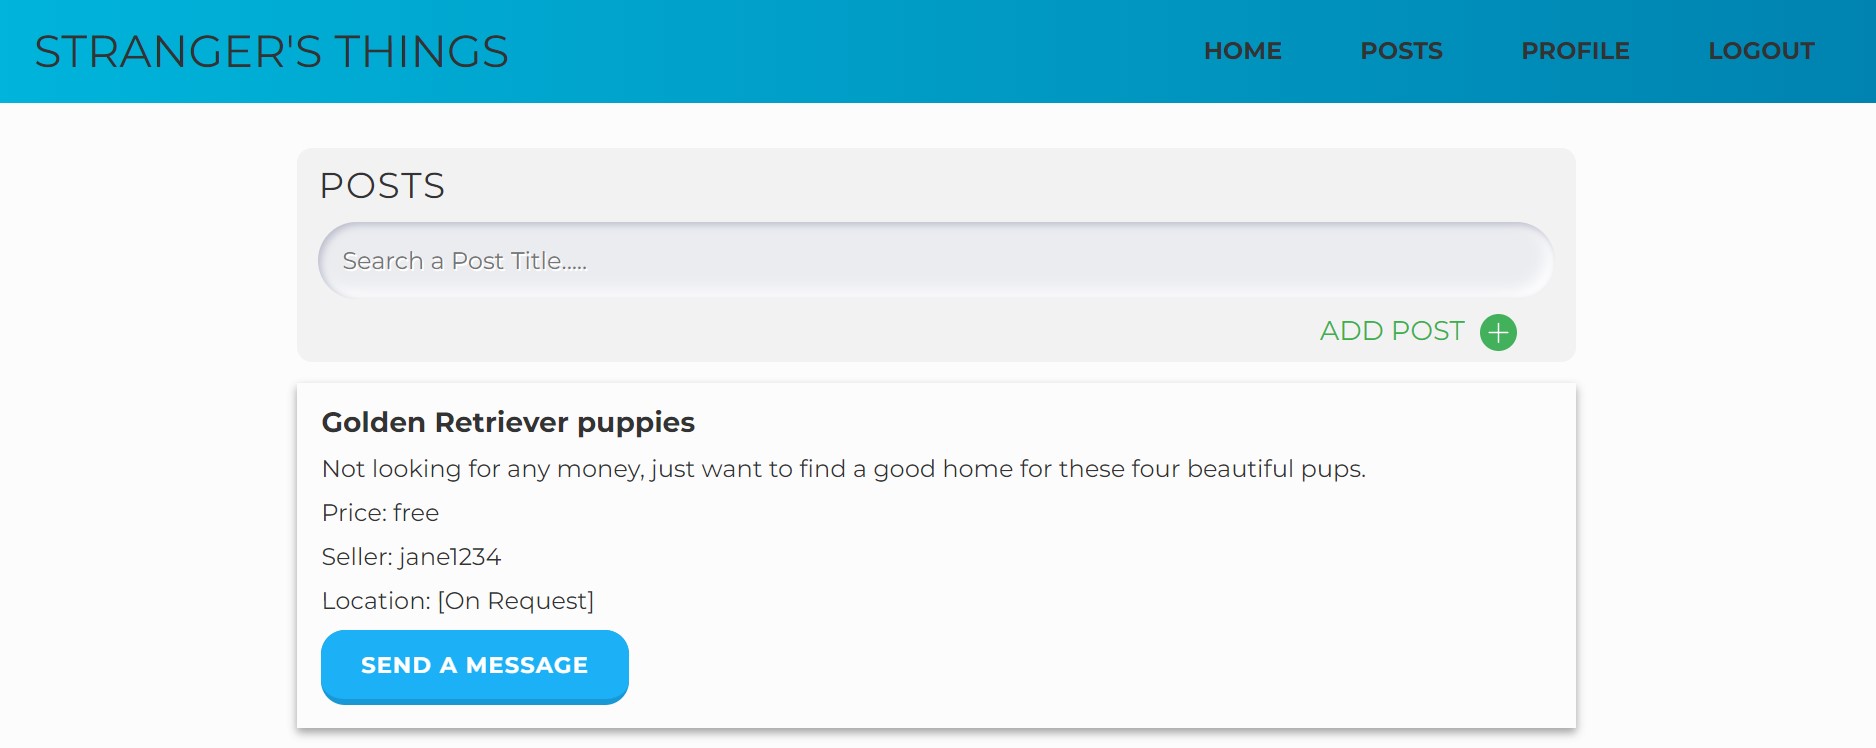 STRANGER'S THINGS
HOME POSTS PROFILE LOGOUT
POSTS
Search a Post Title.....
ADD POST
Golden Retriever puppies
Not looking for any money, just want to find a good home for these four beautiful pups.
Price: free
Seller: jane1234
Location: [On Request]
SEND A MESSAGE